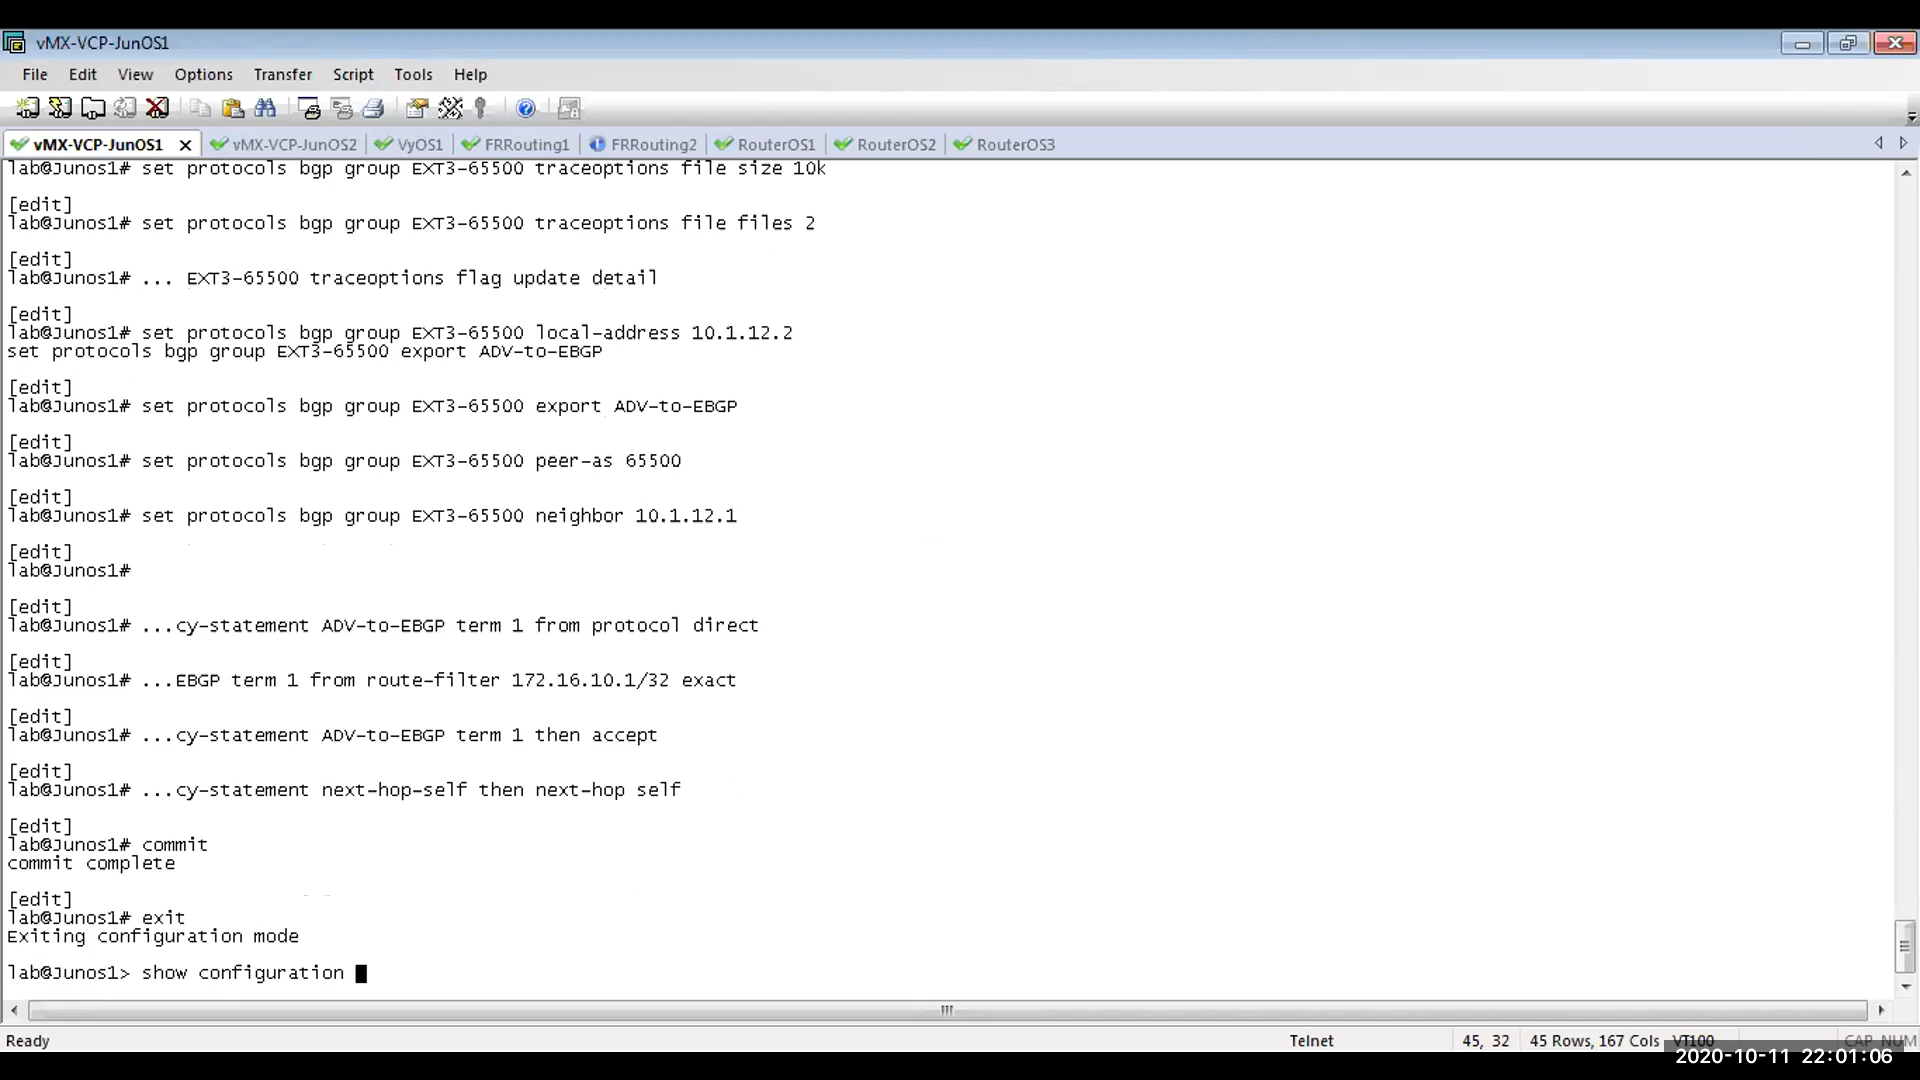 vMX-VCP-JunOS1
File Edit View Options Transfer Script Tools Help
vMX-VCP-JunOS1 vMX-VCP-JunOS2 VyOS1 FRRouting1 FRRouting2 RouterOS1 RouterOS2 RouterOS3
lab@Junos1# set protocols bgp group EXT3-65500 traceoptions file size 10k
[edit]
lab@Junos1# set protocols bgp group EXT3-65500 traceoptions file files 2
[edit]
lab@Junos1# ... EXT3-65500 traceoptions flag update detail
[edit]
lab@Junos1# set protocols bgp group EXT3-65500 local-address 10.1.12.2
set protocols bgp group EXT3-65500 export ADV-to-EBGP
[edit]
lab@Junos1# set protocols bgp group EXT3-65500 export ADV-to-EBGP
[edit]
lab@Junos1# set protocols bgp group EXT3-65500 peer-as 65500
[edit]
lab@Junos1# set protocols bgp group EXT3-65500 neighbor 10.1.12.1
[edit]
lab@Junos1#
[edit]
lab@Junos1# ...cy-statement ADV-to-EBGP term 1 from protocol direct
[edit]
lab@Junos1# ...EBGP term 1 from route-filter 172.16.10.1/32 exact
[edit]
lab@Junos1# ...cy-statement ADV-to-EBGP term 1 then accept
[edit]
lab@Junos1# ...cy-statement next-hop-self then next-hop self
[edit]
lab@Junos1# commit
commit complete
[edit]
lab@Junos1# exit
Exiting configuration mode
lab@Junos1> show configuration
Ready Telnet 45, 32 45 Rows, 167 Cols VT100 CAP NUM
2020-10-11 22:01:06